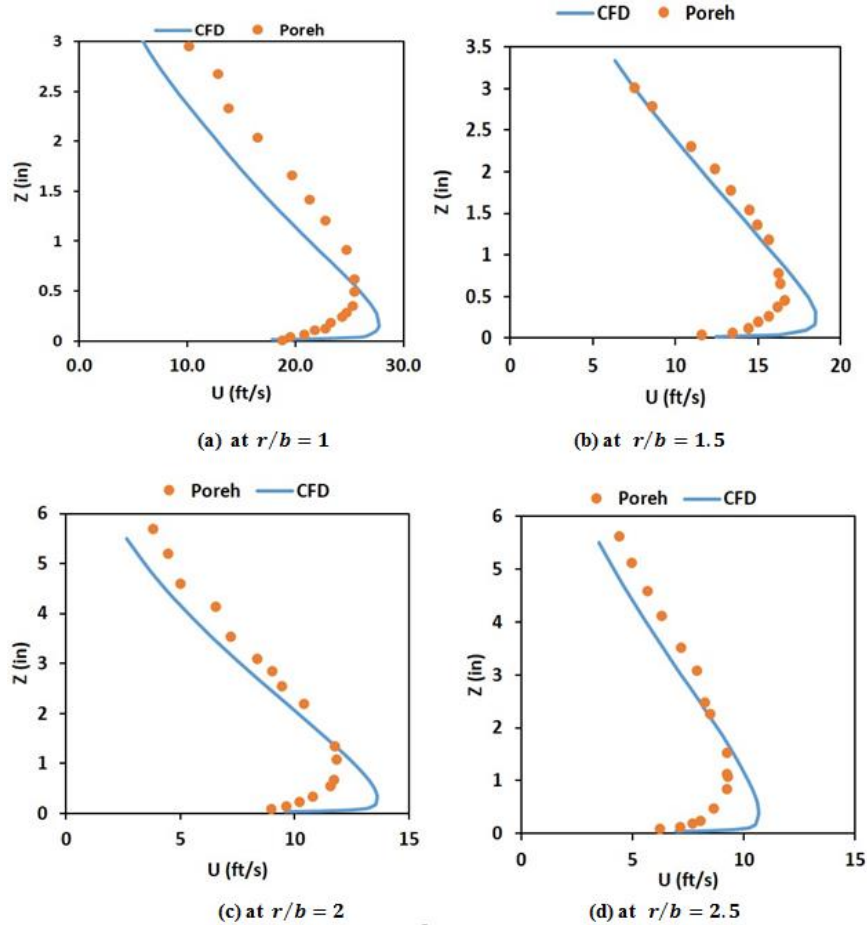 CFD Poreh
3
2.5
2
1.5
1
0.5
0
Z (in)
10.0 20.0 30.0
U (ft/s)
(a) at r/b = 1
CFD Poreh
3.5
3
2.5
2
1.5
1
0.5
0
Z (in)
0 5 10 15 20
U (ft/s)
(b) at r/b = 1.5
Poreh CFD
6
5
4
3
2
1
0
Z (in)
0 5 10 15
U (ft/s)
(c) at r/b = 2
Poreh CFD
6
5
4
3
2
1
0
Z (in)
0 5 10 15
U (ft/s)
(d) at r/b = 2.5